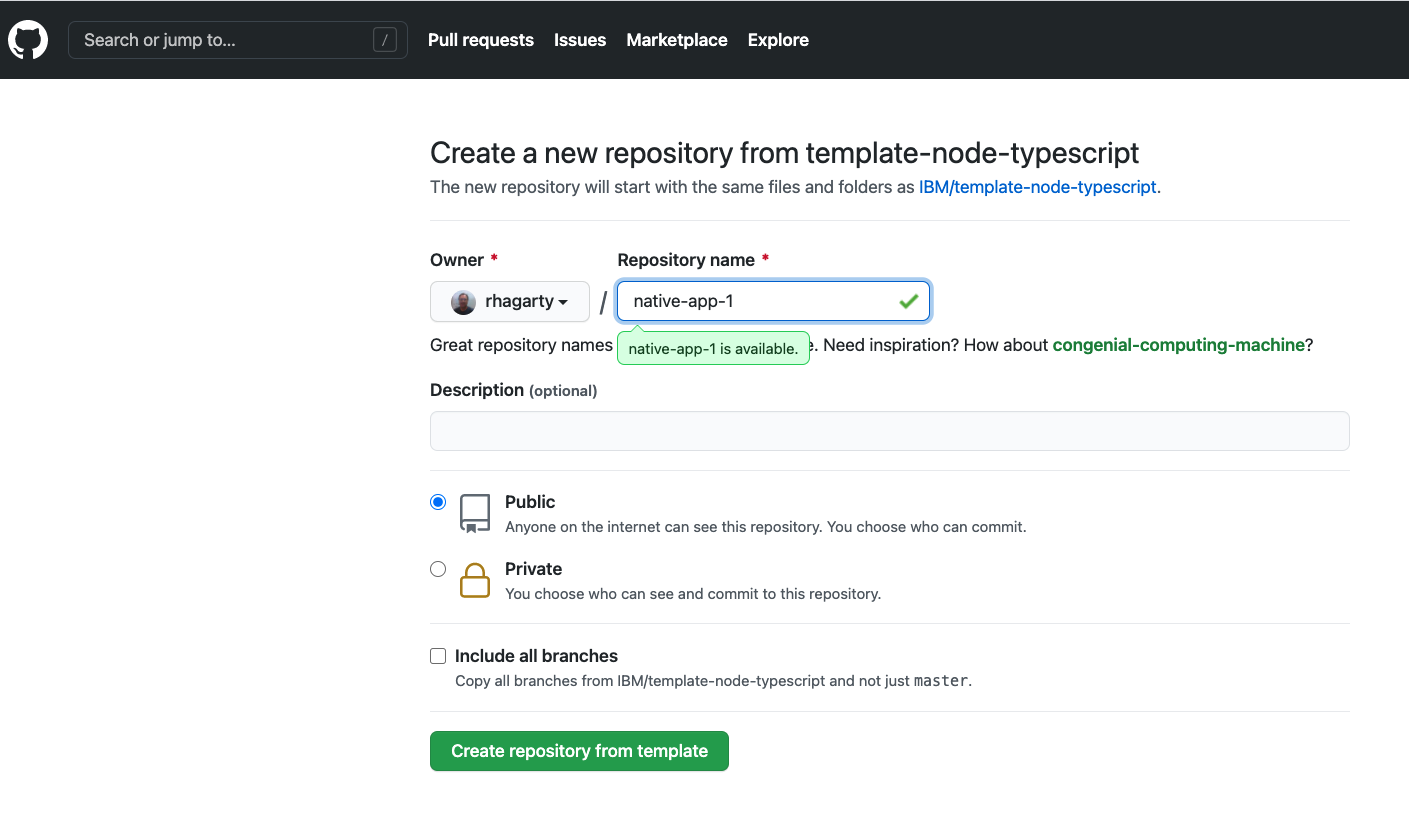 Search or jump to... / Pull requests Issues Marketplace Explore
Create a new repository from template-node-typescript
The new repository will start with the same files and folders as IBM/template-node-typescript.
Owner * Repository name *
rhagarty / native-app-1
Great repository names . Need inspiration? How about congenial-computing-machine?
native-app-1 is available.
Description (optional)
Public
Anyone on the internet can see this repository. You choose who can commit.
Private
You choose who can see and commit to this repository.
Include all branches
Copy all branches from IBM/template-node-typescript and not just master.
Create repository from template